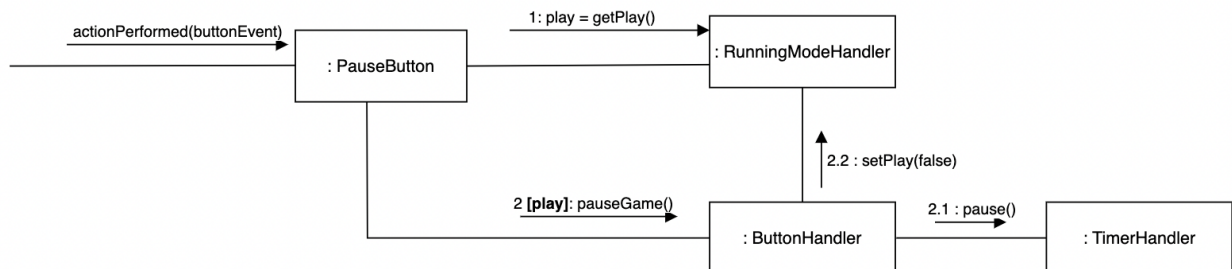 1: play = getPlay()
actionPerformed(buttonEvent)
: PauseButton
: RunningModeHandler
2.2 : setPlay(false)
2 [play]: pauseGame()
2.1 : pause()
: ButtonHandler
: TimerHandler